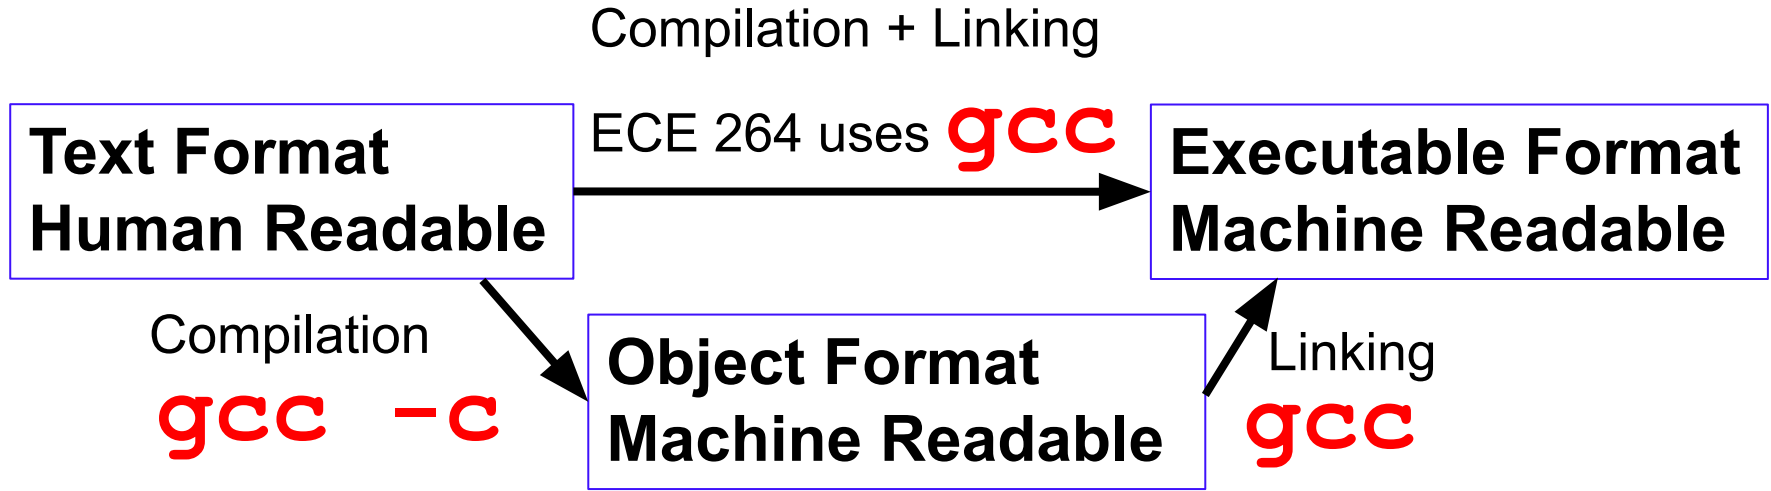 Compilation + Linking
ECE 264 uses gcc
Text Format
Human Readable
Executable Format
Machine Readable
Compilation
gcc -c
Object Format
Machine Readable
Linking
gcc